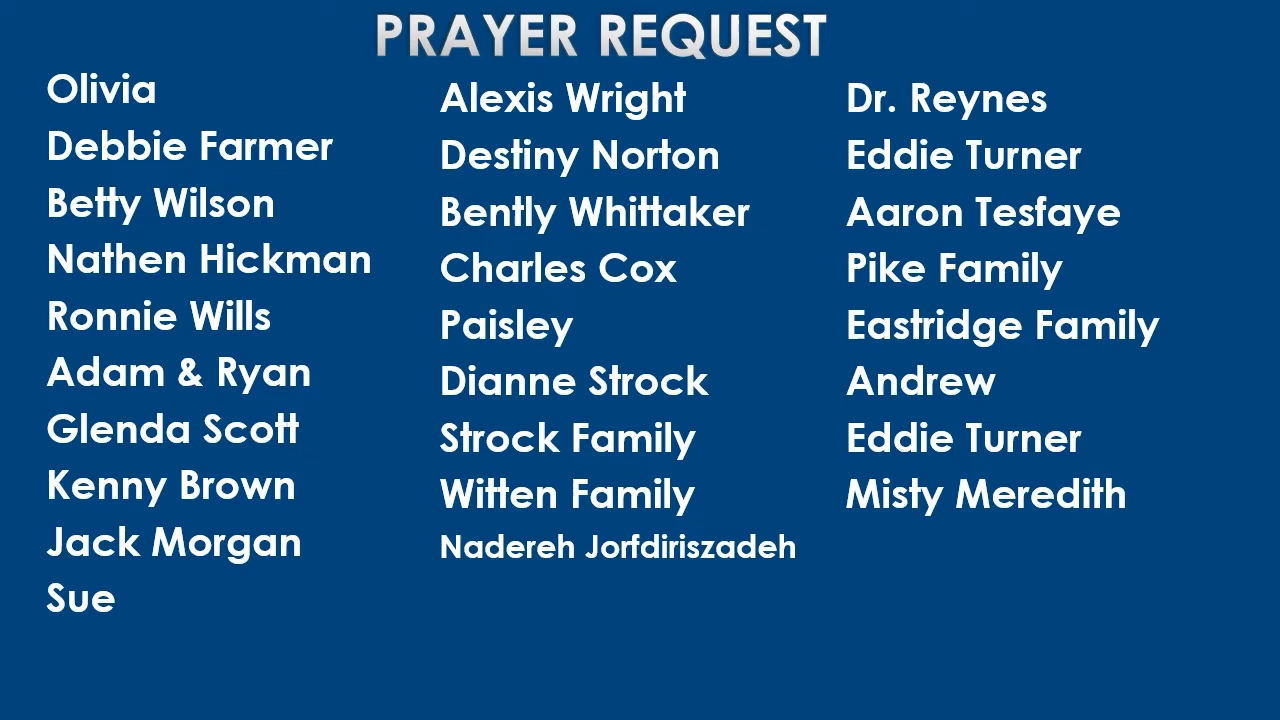 PRAYER REQUEST
Olivia
Debbie Farmer
Betty Wilson
Nathen Hickman
Ronnie Wills
Adam & Ryan
Glenda Scott
Kenny Brown
Jack Morgan
Sue
Alexis Wright
Destiny Norton
Bently Whittaker
Charles Cox
Paisley
Dianne Strock
Strock Family
Witten Family
Nadereh Jorfdiriszadeh
Dr. Reynes
Eddie Turner
Aaron Tesfaye
Pike Family
Eastridge Family
Andrew
Eddie Turner
Misty Meredith